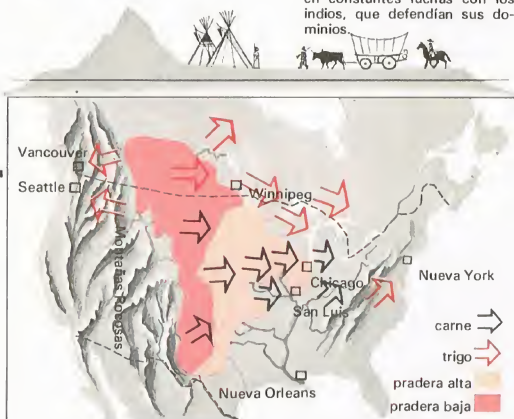 en constantes luchas con los
indios, que defendían sus do-
minios.
Vancouver
Seattle
Winnipeg
Montañas Rocosas
Chicago
Nueva York
San Luis
Nueva Orleans
carne
trigo
pradera alta
pradera baja